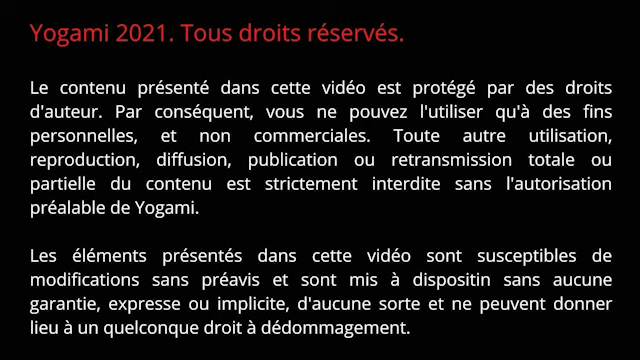 Yogami 2021. Tous droits réservés.
Le contenu présenté dans cette vidéo est protégé par des droits
d'auteur. Par conséquent, vous ne pouvez l'utiliser qu'à des fins
personnelles, et non commerciales. Toute autre utilisation,
reproduction, diffusion, publication ou retransmission totale ou
partielle du contenu est strictement interdite sans l'autorisation
préalable de Yogami.
Les éléments présentés dans cette vidéo sont susceptibles de
modifications sans préavis et sont mis à dispositin sans aucune
garantie, expresse ou implicite, d'aucune sorte et ne peuvent donner
lieu à un quelconque droit à dédommagement.